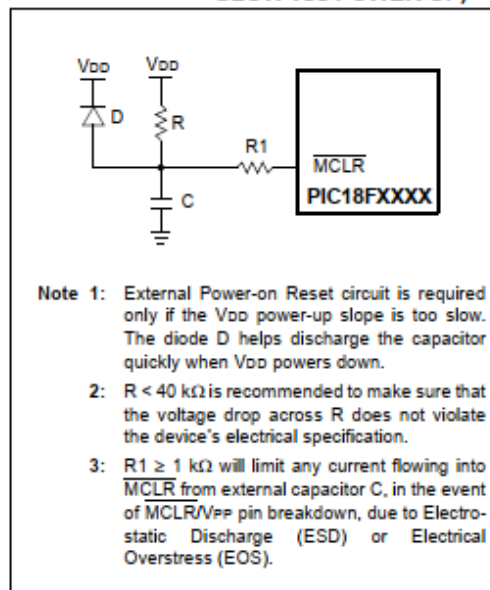 VDD VDD
D
R
R1
MCLR
PIC18FXXXX
C
Note 1: External Power-on Reset circuit is required
only if the VDD power-up slope is too slow.
The diode D helps discharge the capacitor
quickly when VDD powers down.
2: R < 40 kΩ is recommended to make sure that
the voltage drop across R does not violate
the device's electrical specification.
3: R1 ≥ 1 kΩ will limit any current flowing into
MCLR from external capacitor C, in the event
of MCLR/VPP pin breakdown, due to Electro-
static Discharge (ESD) or Electrical
Overstress (EOS).